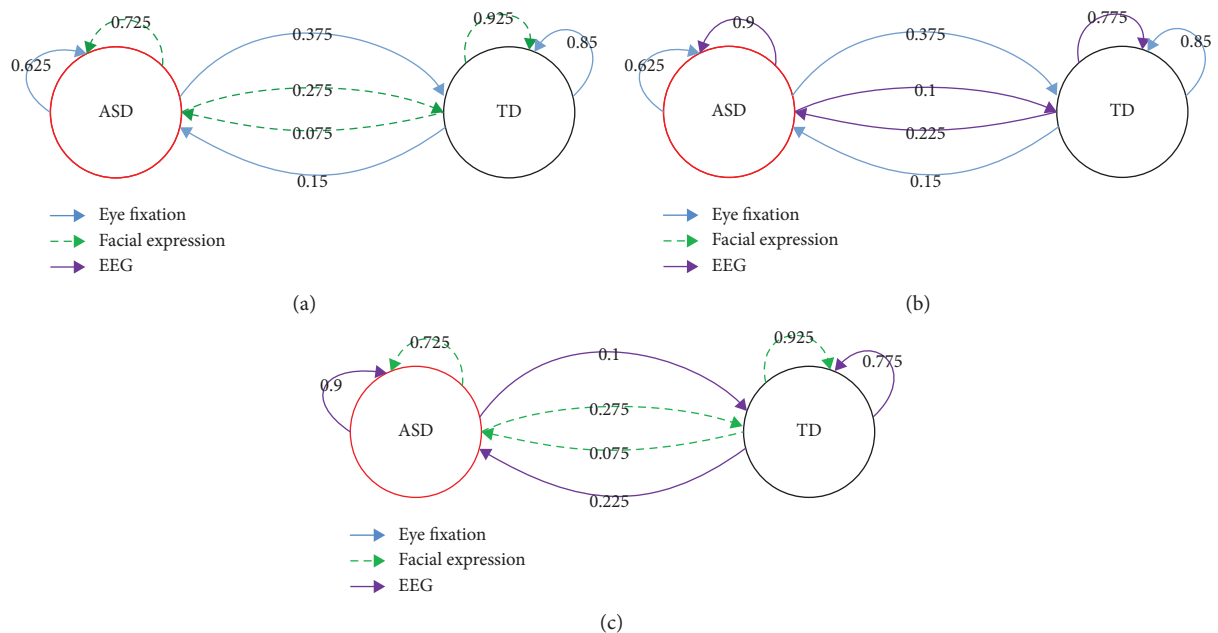 0.725
0.925
0.625
0.375
0.85
ASD
0.275
TD
0.075
0.15
Eye fixation
Facial expression
EEG
(a)
0.9
0.775
0.625
0.375
0.85
ASD
0.1
TD
0.225
0.15
Eye fixation
Facial expression
EEG
(b)
0.725
0.925
0.1
0.775
0.9
0.275
ASD
TD
0.075
0.225
Eye fixation
Facial expression
EEG
(c)